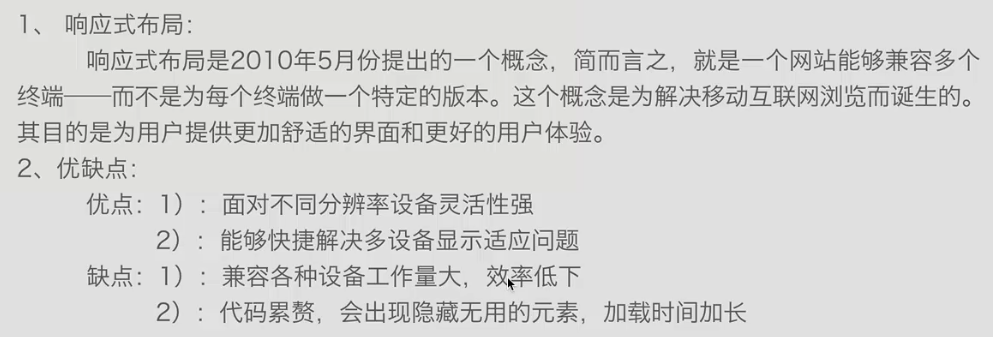 1、 响应式布局：
响应式布局是2010年5月份提出的一个概念，简而言之，就是一个网站能够兼容多个
终端——而不是为每个终端做一个特定的版本。这个概念是为解决移动互联网浏览而诞生的。
其目的是为用户提供更加舒适的界面和更好的用户体验。
2、优缺点：
优点：1）：面对不同分辨率设备灵活性强
2）：能够快捷解决多设备显示适应问题
缺点：1）：兼容各种设备工作量大，效率低下
2）：代码累赘，会出现隐藏无用的元素，加载时间加长